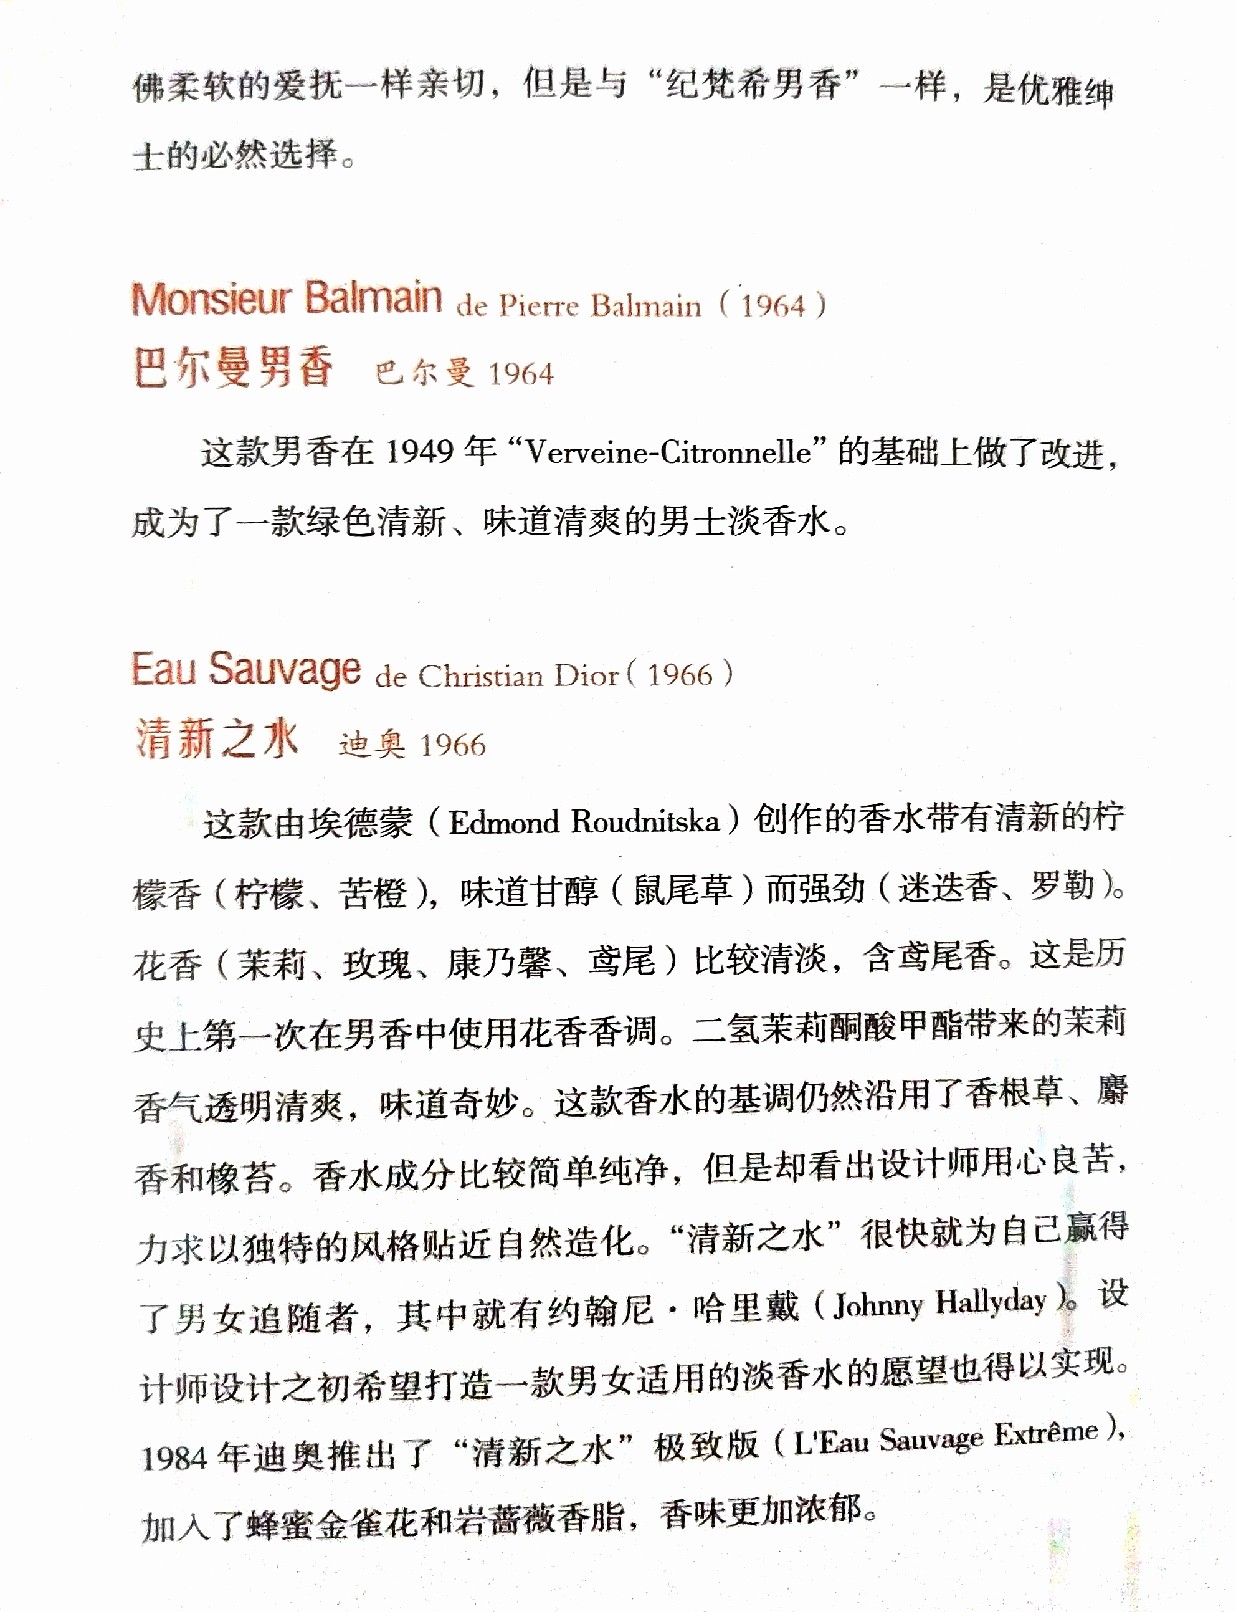 佛柔软的爱抚一样亲切，但是与“纪梵希男香”一样，是优雅绅
士的必然选择。
Monsieur Balmain de Pierre Balmain（1964）
巴尔曼男香 巴尔曼 1964
这款男香在 1949 年“Verveine-Citronnelle”的基础上做了改进，
成为了一款绿色清新、味道清爽的男士淡香水。
Eau Sauvage de Christian Dior（1966）
清新之水 迪奥 1966
这款由埃德蒙（Edmond Roudnitska）创作的香水带有清新的柠
檬香（柠檬、苦橙），味道甘醇（鼠尾草）而强劲（迷迭香、罗勒）。
花香（茉莉、玫瑰、康乃馨、鸢尾）比较清淡，含鸢尾香。这是历
史上第一次在男香中使用花香香调。二氢茉莉酮酸甲酯带来的茉莉
香气透明清爽，味道奇妙。这款香水的基调仍然沿用了香根草、麝
香和橡苔。香水成分比较简单纯净，但是却看出设计师用心良苦，
力求以独特的风格贴近自然造化。“清新之水”很快就为自己赢得
了男女追随者，其中就有约翰尼·哈里戴（Johnny Hallyday）。设
计师设计之初希望打造一款男女适用的淡香水的愿望也得以实现。
1984 年迪奥推出了“清新之水”极致版（L'Eau Sauvage Extrême），
加入了蜂蜜金雀花和岩蔷薇香脂，香味更加浓郁。